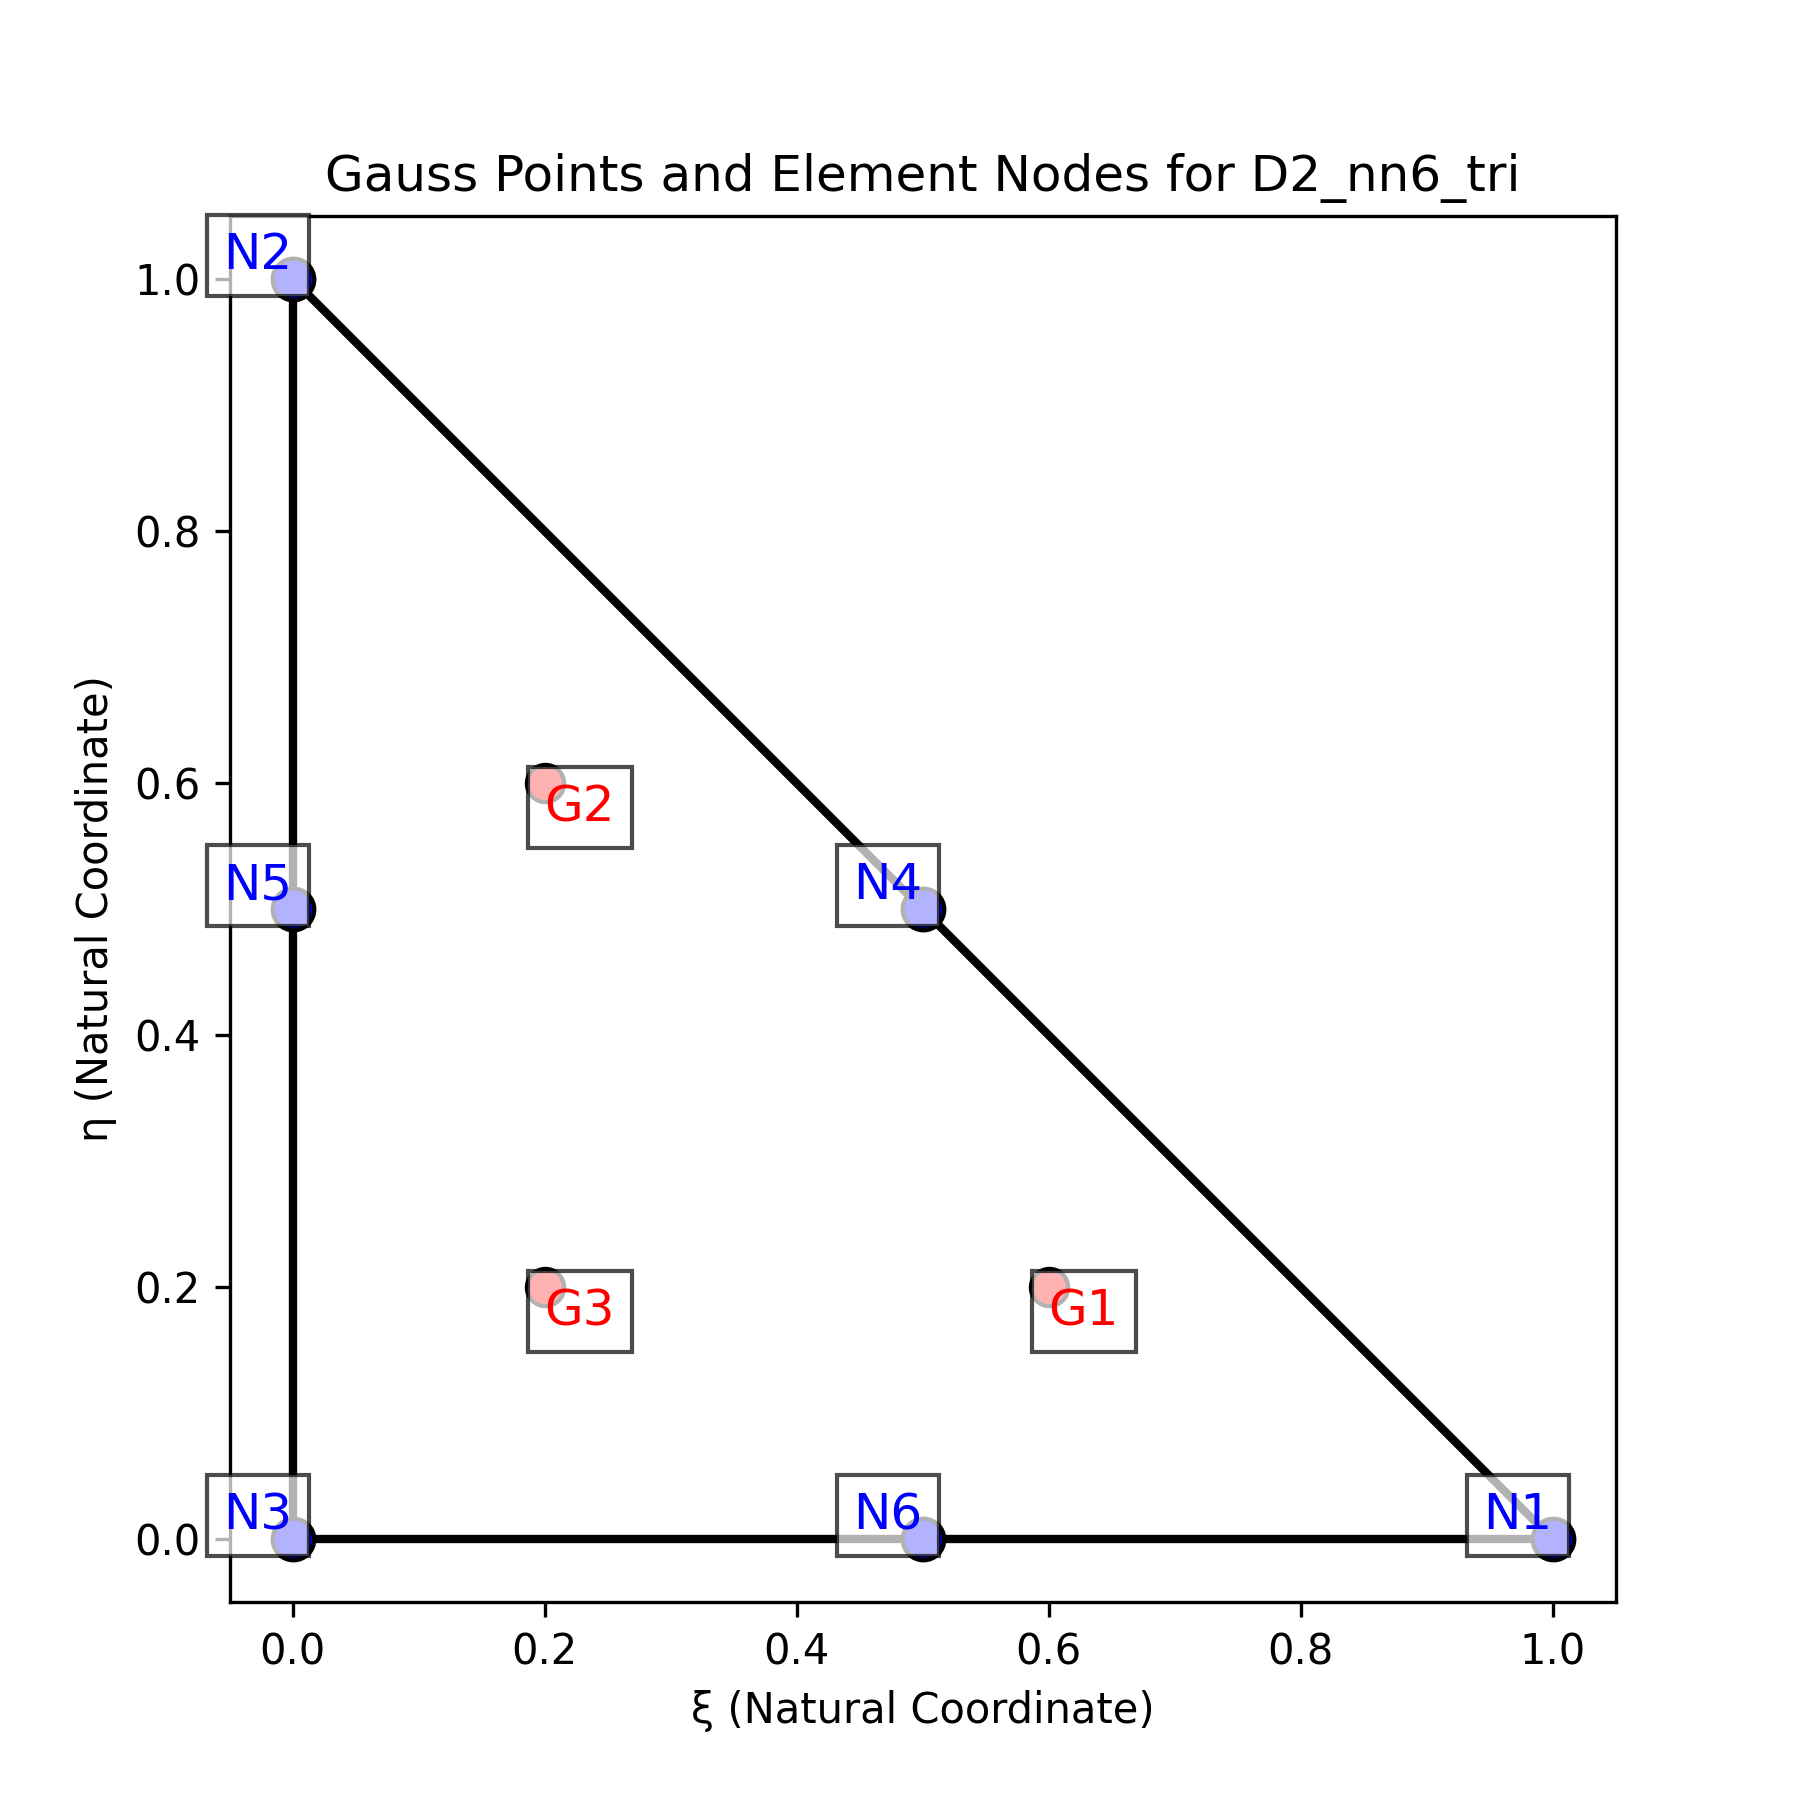 Gauss Points and Element Nodes for D2_nn6_tri
N2
1.0
0.8
0.6
G2
N5
N4
η (Natural Coordinate)
0.4
0.2
G3
G1
N3
N6
N1
0.0
0.0
0.2
0.4
0.6
0.8
1.0
ξ (Natural Coordinate)